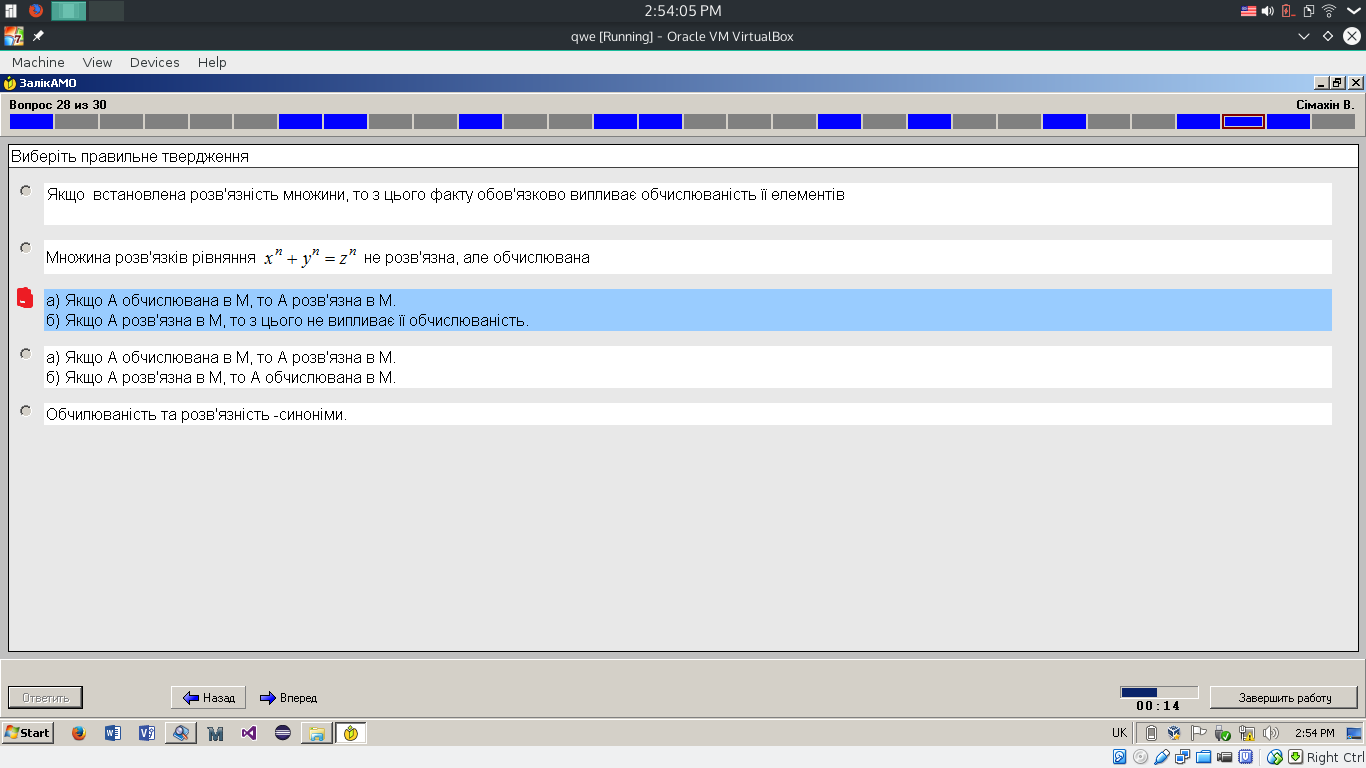 2:54:05 PM
qwe [Running] - Oracle VM VirtualBox
Machine View Devices Help
ЗалікАМО
Вопрос 28 из 30 Сімахін В.
Виберіть правильне твердження
Якщо встановлена розв'язність множини, то з цього факту обов'язково випливає обчислюваність її елементів
Множина розв'язків рівняння xⁿ + yⁿ = zⁿ не розв'язна, але обчислювана
а) Якщо А обчислювана в М, то А розв'язна в М.
б) Якщо А розв'язна в М, то з цього не випливає її обчислюваність.
а) Якщо А обчислювана в М, то А розв'язна в М.
б) Якщо А розв'язна в М, то А обчислювана в М.
Обчилюваність та розв'язність -синоніми.
Ответить Назад Вперед Завершить работу
00:14
Start UK 2:54 PM
Right Ctrl